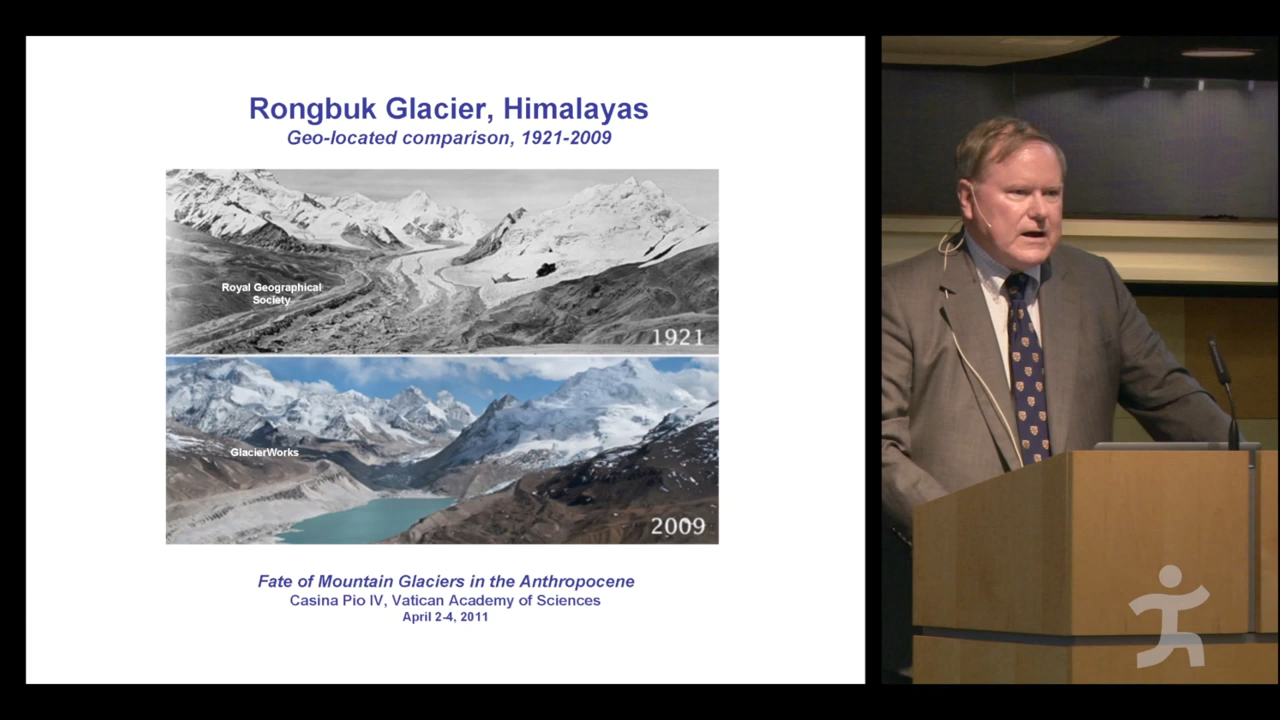 Rongbuk Glacier, Himalayas
Geo-located comparison, 1921-2009
Royal Geographical
Society
1921
GlacierWorks
2009
Fate of Mountain Glaciers in the Anthropocene
Casina Pio IV, Vatican Academy of Sciences
April 2-4, 2011